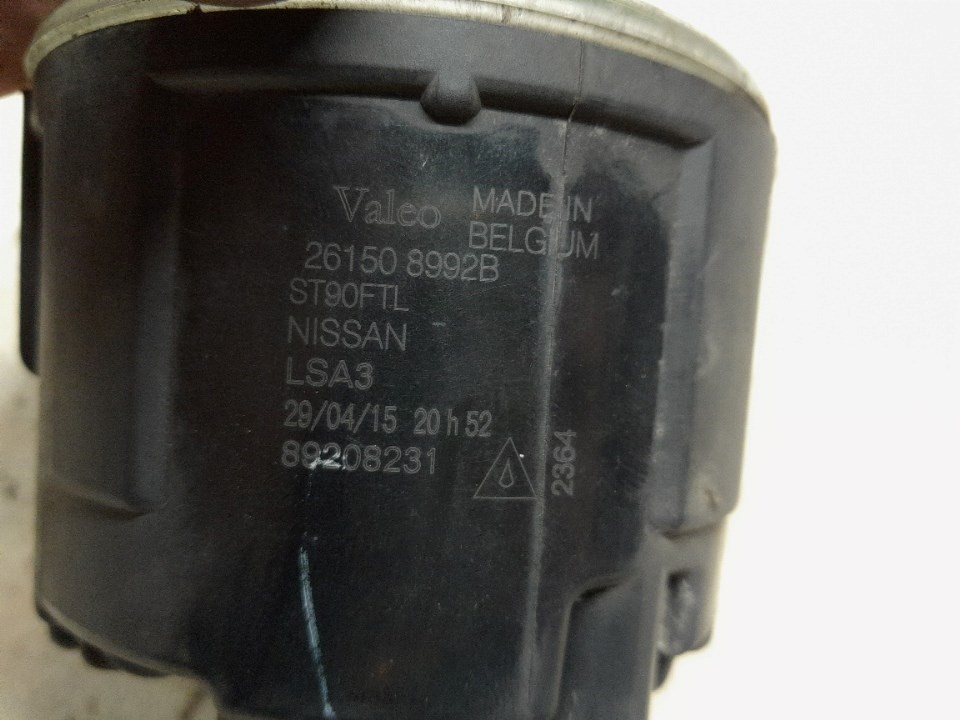 Valeo MADE IN
BELGIUM
26150 8992B
ST90FTL
NISSAN
LSA3
29/04/15 20 h 52
89208231
2364